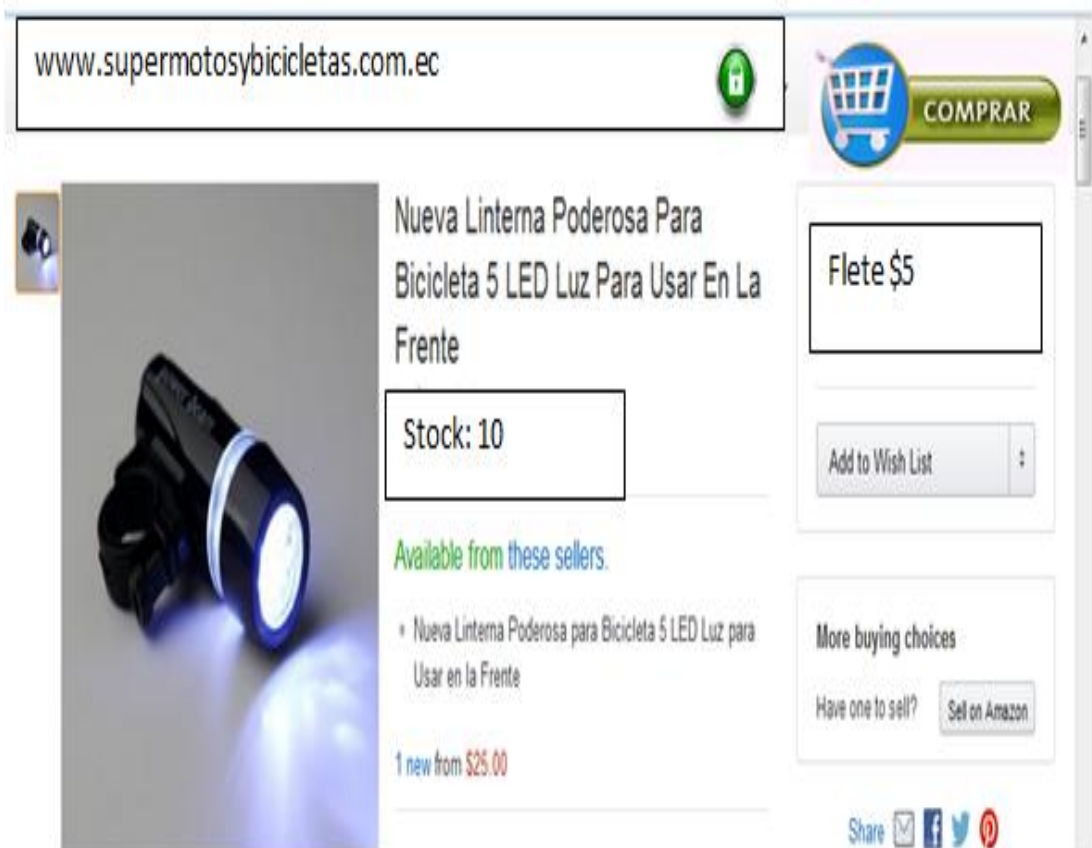 www.supermotosybicicletas.com.ec
COMPRAR
Nueva Linterna Poderosa Para
Bicicleta 5 LED Luz Para Usar En La
Frente
Stock: 10
Available from these sellers.
Nueva Linterna Poderosa para Bicicleta 5 LED Luz para
Usar en la Frente
1 new from $25.00
Flete $5
Add to Wish List
More buying choices
Have one to sell? Sell on Amazon
Share